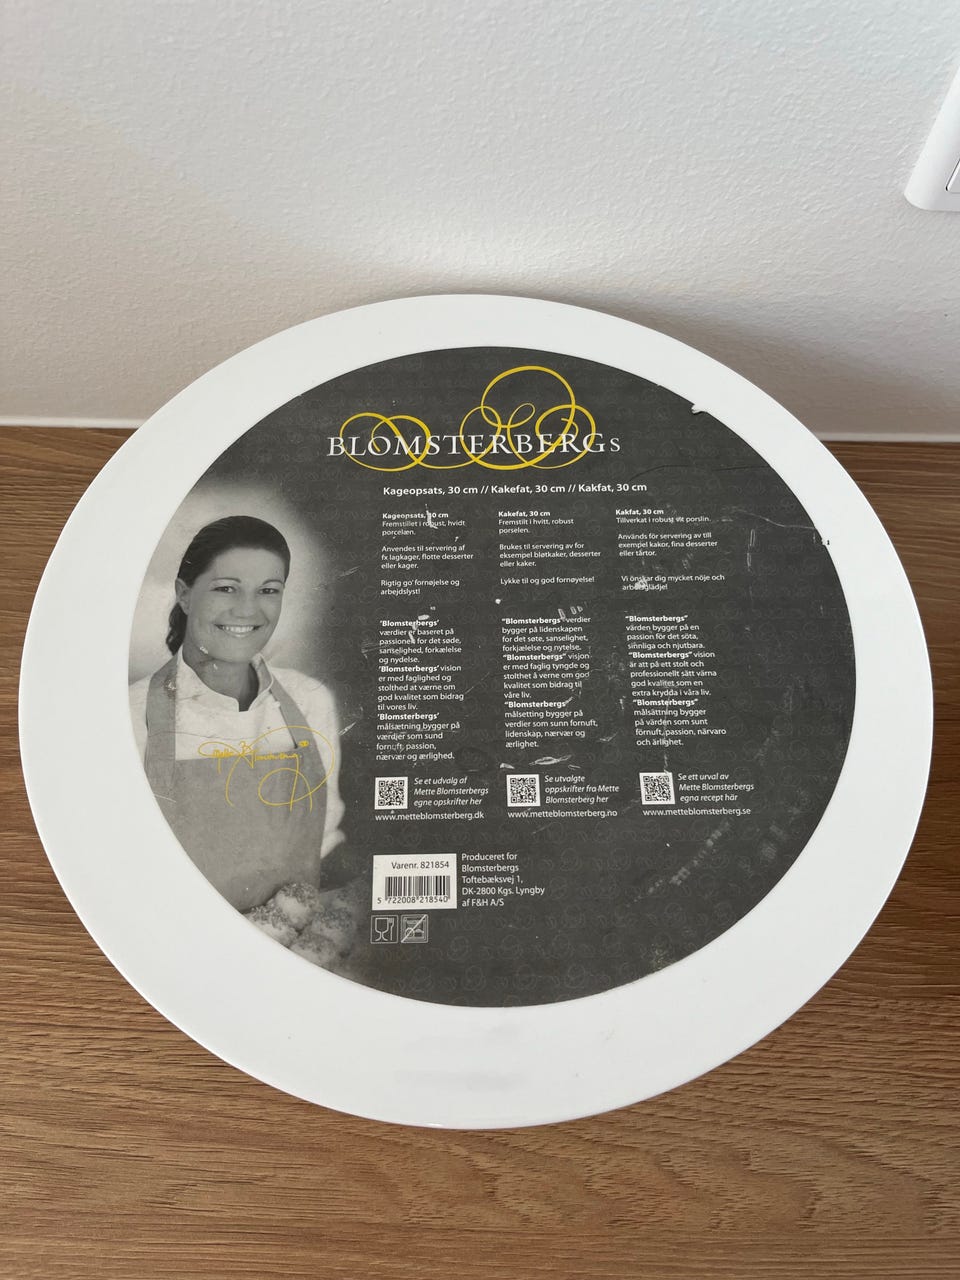 BLOMSTERBERGS
Kageopsats, 30 cm // Kakefat, 30 cm // Kakfat, 30 cm
Kageopsats, 30 cm
Fremstillet i robust, hvidt
porcelæn.
Anvendes til servering af
fx lagkager, flotte desserter
eller kager.
Rigtig go' fornøjelse og
arbejdslyst!
'Blomsterbergs'
værdier er baseret på
passionen for det søde,
sanselighed, forkælelse
og nydelse.
'Blomsterbergs' vision
er med faglighed og
stolthed at værne om
god kvalitet som bidrag
til vores liv.
'Blomsterbergs'
målsætning bygger på
værdier som sund
fornuft, passion,
nærvær og ærlighed.
Kakefat, 30 cm
Fremstilt i hvitt, robust
porselen.
Brukes til servering av for
eksempel bløtkaker, desserter
eller kaker.
Lykke til og god fornøyelse!
"Blomsterbergs" verdier
bygger på lidenskapen
for det søte, sanselighet,
forkjælelse og nytelse.
"Blomsterbergs" visjon
er med faglig tyngde og
stolthet å verne om god
kvalitet som bidrag til
våre liv.
"Blomsterbergs"
målsetting bygger på
verdier som sunn fornuft,
lidenskap, nærvær og
ærlighet.
Kakfat, 30 cm
Tillverkat i robust vit porslin.
Används för servering av till
exempel kakor, fina desserter
eller tårtor.
Vi önskar dig mycket nöje och
arbetsglädje!
"Blomsterbergs"
värden bygger på en
passion för det söta,
sinnliga och njutbara.
"Blomsterbergs" vision
är att på ett stolt och
professionelt sätt värna
god kvalitet som en
extra krydda i våra liv.
"Blomsterbergs"
målsättning bygger
på värden som sunt
förnuft, passion, närvaro
och ärlighet.
Se et udvalg af
Mette Blomsterbergs
egne opskrifter her
www.metteblomsterberg.dk
Se utvalgte
oppskrifter fra Mette
Blomsterberg her
www.metteblomsterberg.no
Se ett urval av
Mette Blomsterbergs
egna recept här
www.metteblomsterberg.se
Varenr. 821854
5 722008 218540
Produceret for
Blomsterbergs
Toftebæksvej 1,
DK-2800 Kgs. Lyngby
af F&H A/S